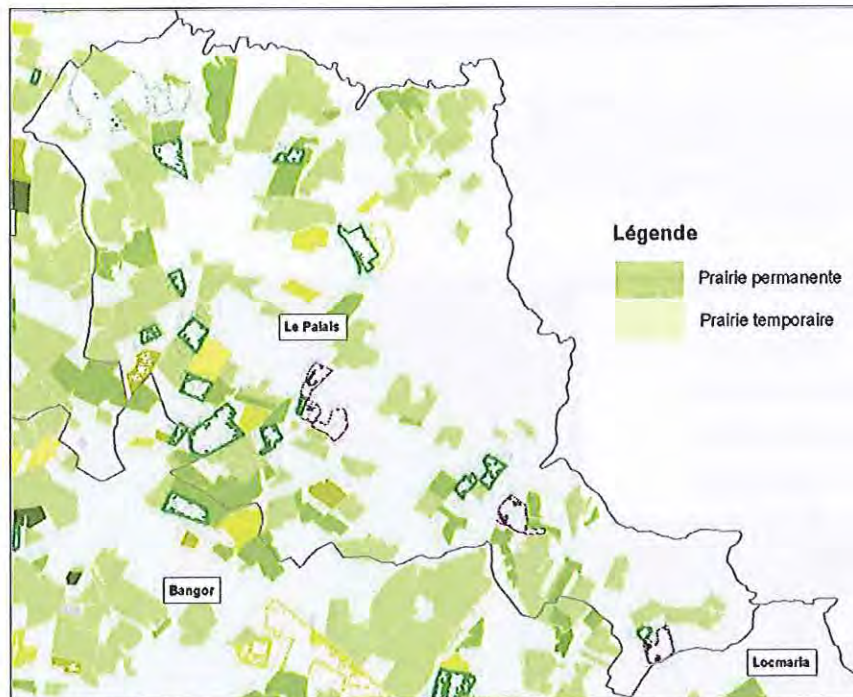 Légende
Prairie permanente
Prairie temporaire
Le Palais
Bangor
Locmaria